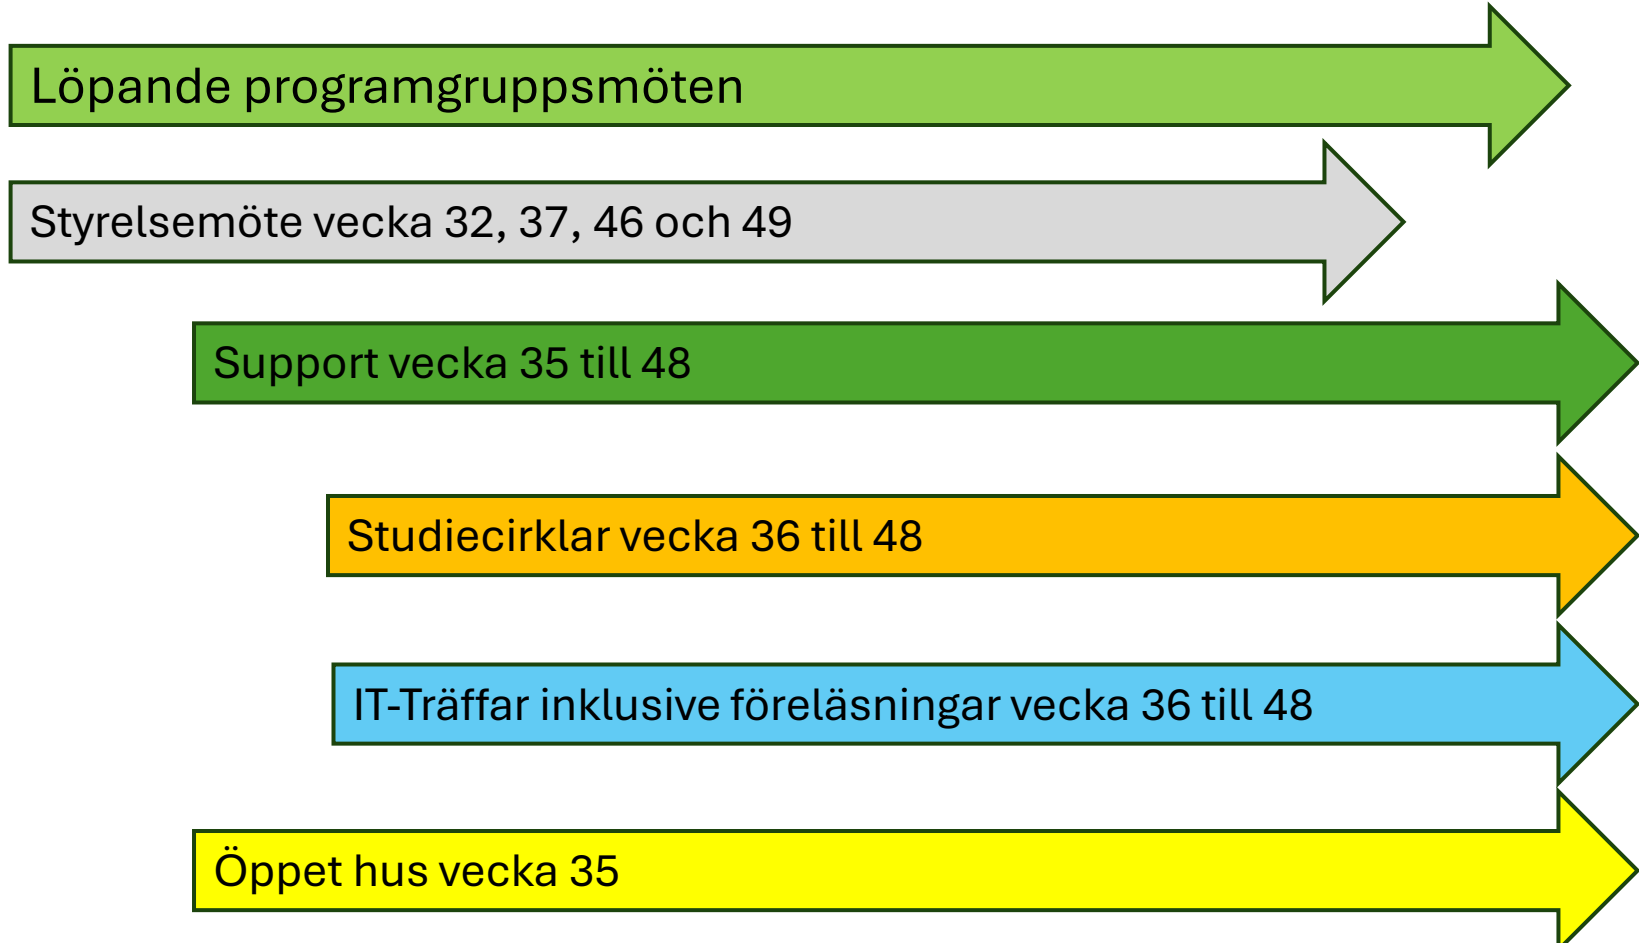 Löpande programgruppsmöten
Styrelsemöte vecka 32, 37, 46 och 49
Support vecka 35 till 48
Studiecirklar vecka 36 till 48
IT-Träffar inklusive föreläsningar vecka 36 till 48
Öppet hus vecka 35